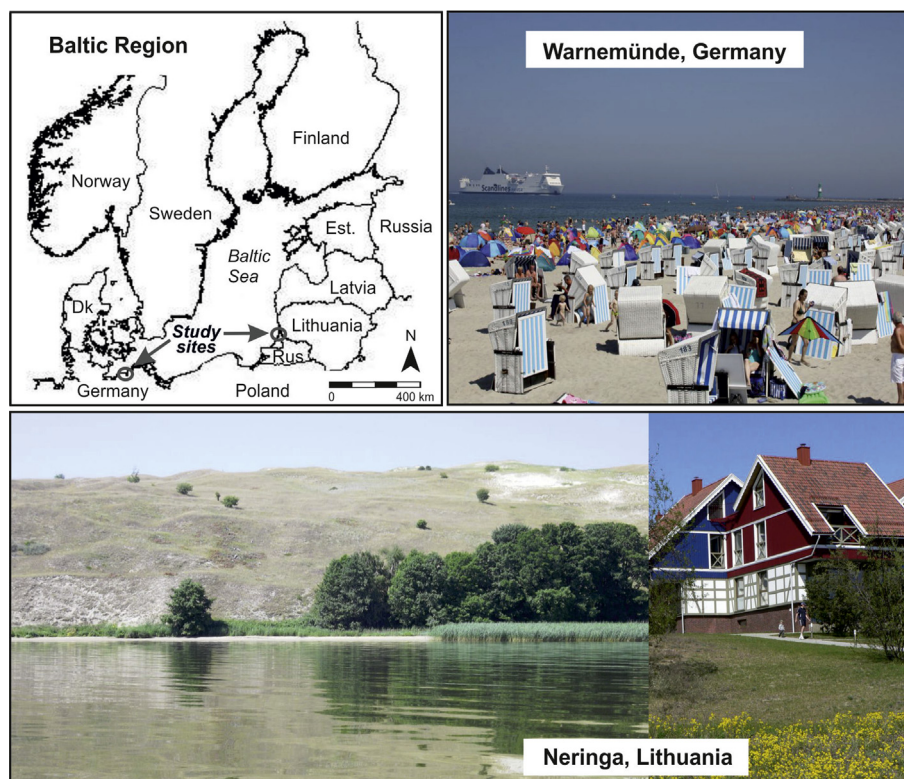 Baltic Region
Finland
Norway
Sweden
Est.
Russia
Baltic
Sea
Latvia
Dk
Study
sites
Lithuania
N
Rus
Germany
Poland
0
400 km
Warnemünde, Germany
Scandlines
183
Neringa, Lithuania